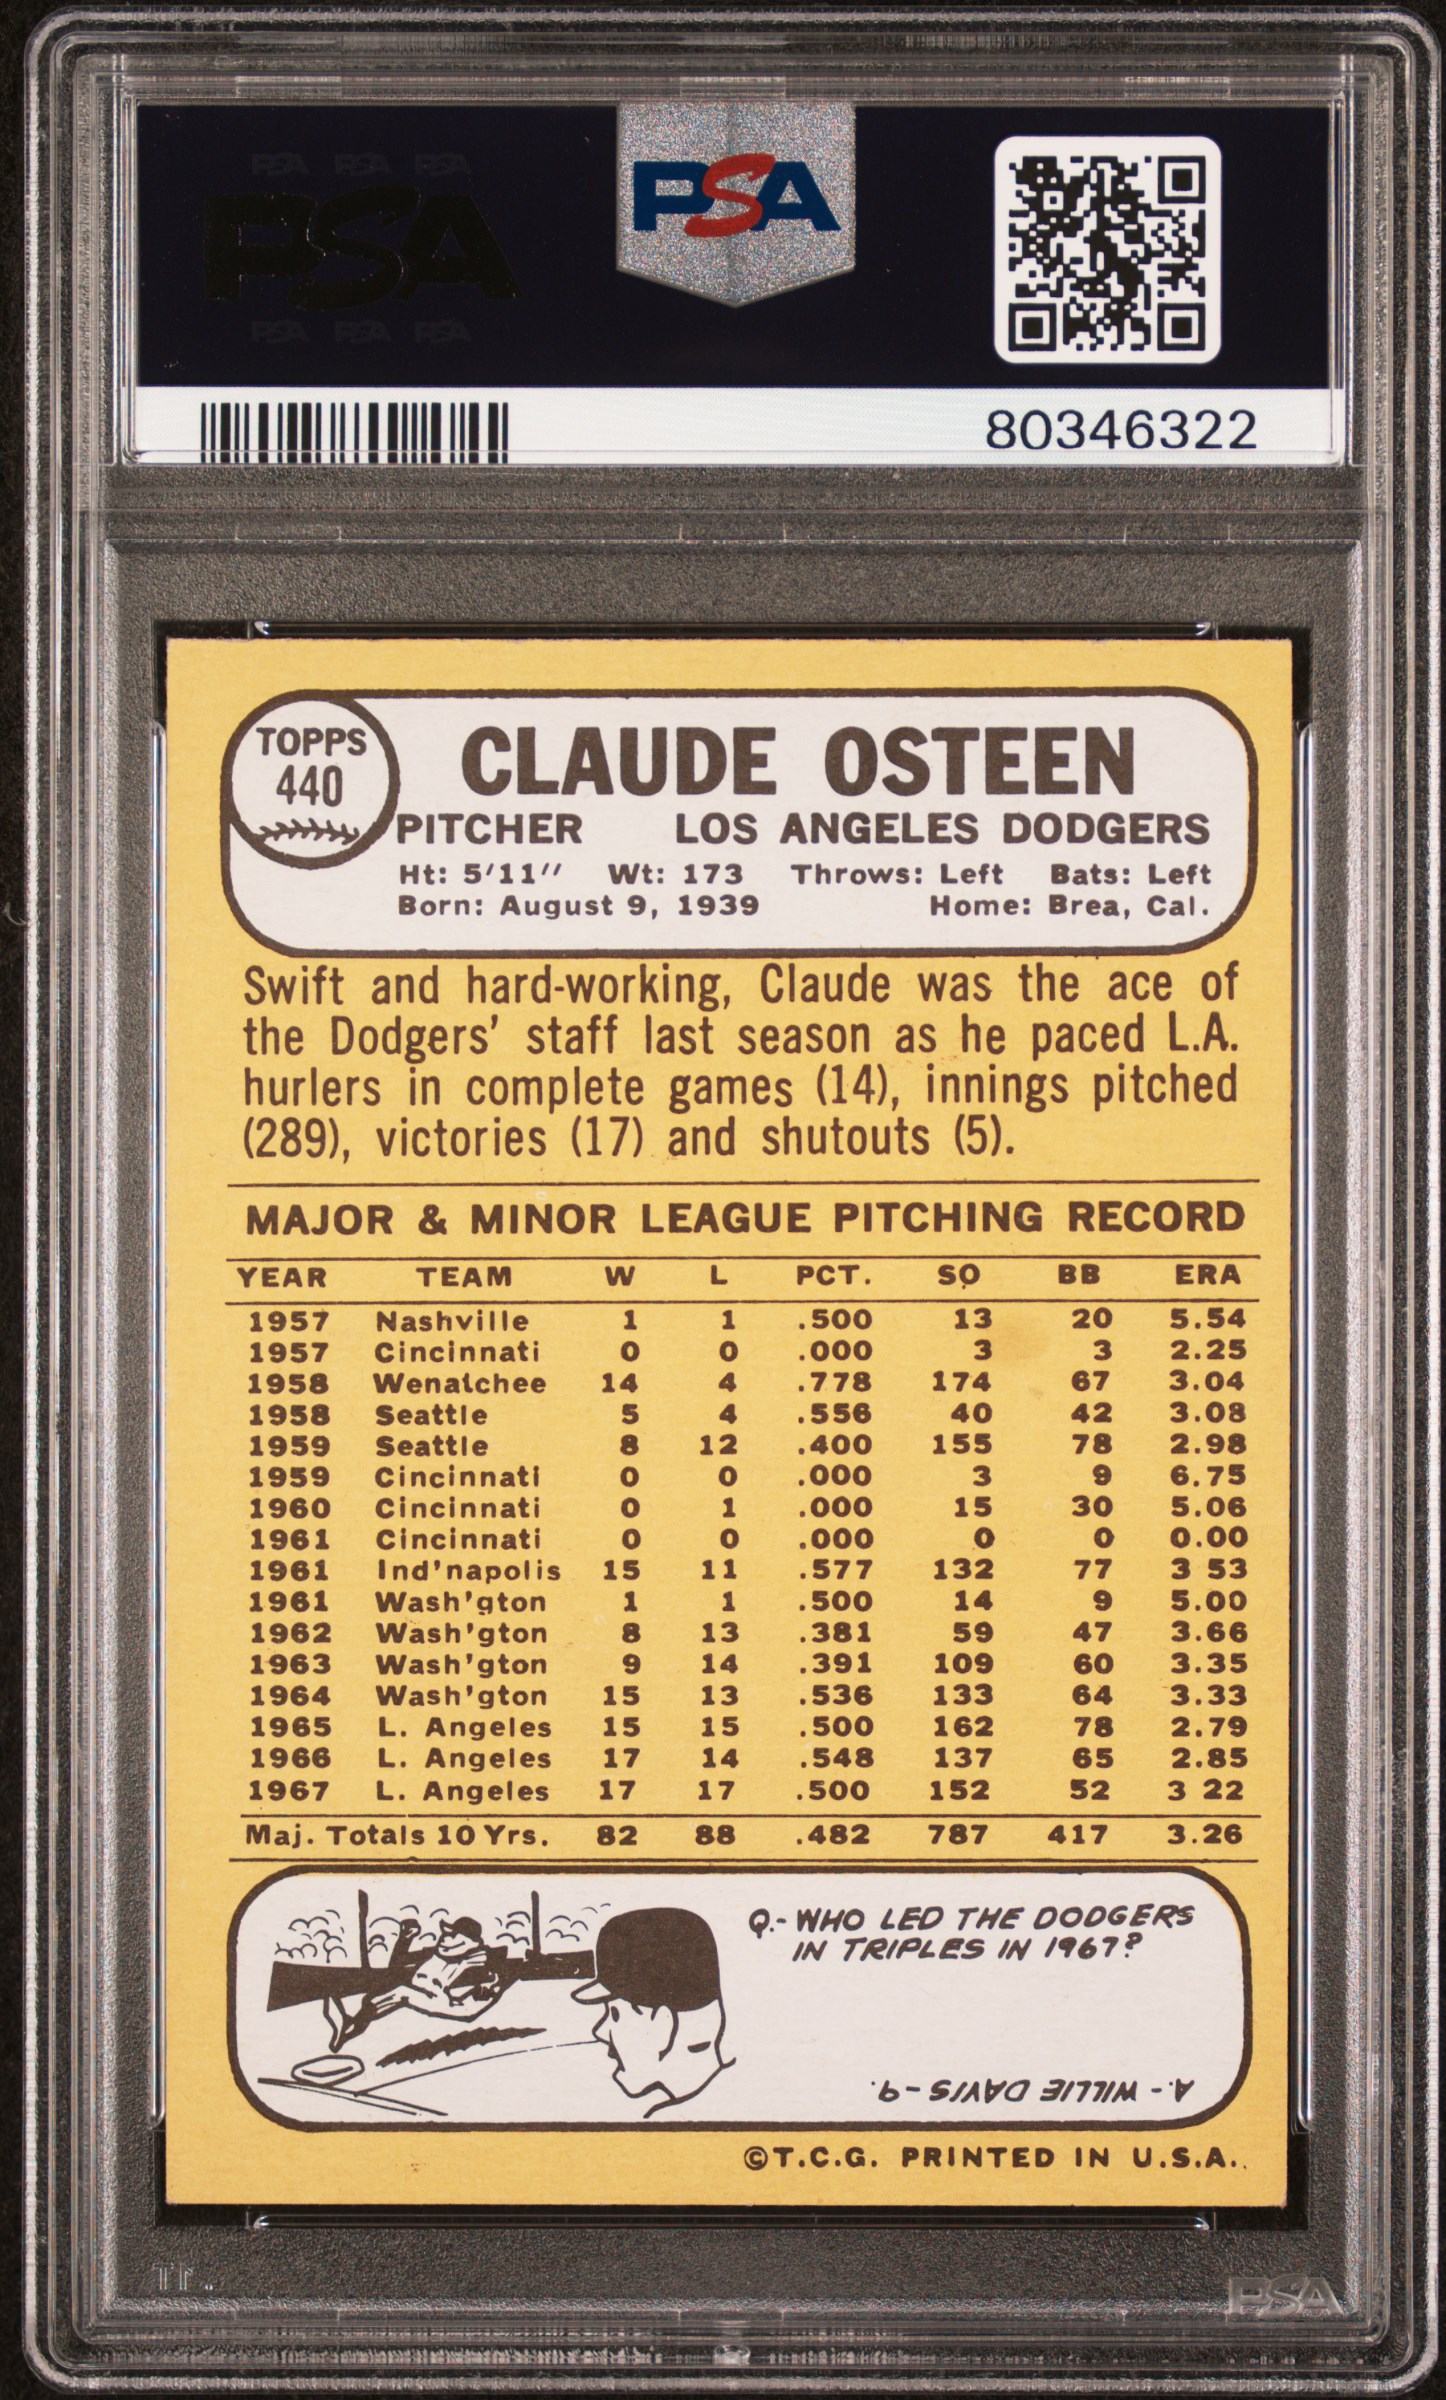 PSA PSA PSA
PSA
PSA PSA PSA
PSA
80346322
TOPPS
440
CLAUDE OSTEEN
PITCHER LOS ANGELES DODGERS
Ht: 5'11" Wt: 173 Throws: Left Bats: Left
Born: August 9, 1939 Home: Brea, Cal.
Swift and hard-working, Claude was the ace of
the Dodgers' staff last season as he paced L.A.
hurlers in complete games (14), innings pitched
(289), victories (17) and shutouts (5).
MAJOR & MINOR LEAGUE PITCHING RECORD
YEAR TEAM W L PCT. SO BB ERA
1957 Nashville 1 1 .500 13 20 5.54
1957 Cincinnati 0 0 .000 3 3 2.25
1958 Wenatchee 14 4 .778 174 67 3.04
1958 Seattle 5 4 .556 40 42 3.08
1959 Seattle 8 12 .400 155 78 2.98
1959 Cincinnati 0 0 .000 3 9 6.75
1960 Cincinnati 0 1 .000 15 30 5.06
1961 Cincinnati 0 0 .000 0 0 0.00
1961 Ind'napolis 15 11 .577 132 77 3 53
1961 Wash'gton 1 1 .500 14 9 5.00
1962 Wash'gton 8 13 .381 59 47 3.66
1963 Wash'gton 9 14 .391 109 60 3.35
1964 Wash'gton 15 13 .536 133 64 3.33
1965 L. Angeles 15 15 .500 162 78 2.79
1966 L. Angeles 17 14 .548 137 65 2.85
1967 L. Angeles 17 17 .500 152 52 3 22
Maj. Totals 10 Yrs. 82 88 .482 787 417 3.26
Q.- WHO LED THE DODGERS
IN TRIPLES IN 1967?
A.- WILLIE DAVIS - 9.
©T.C.G. PRINTED IN U.S.A.
PSA